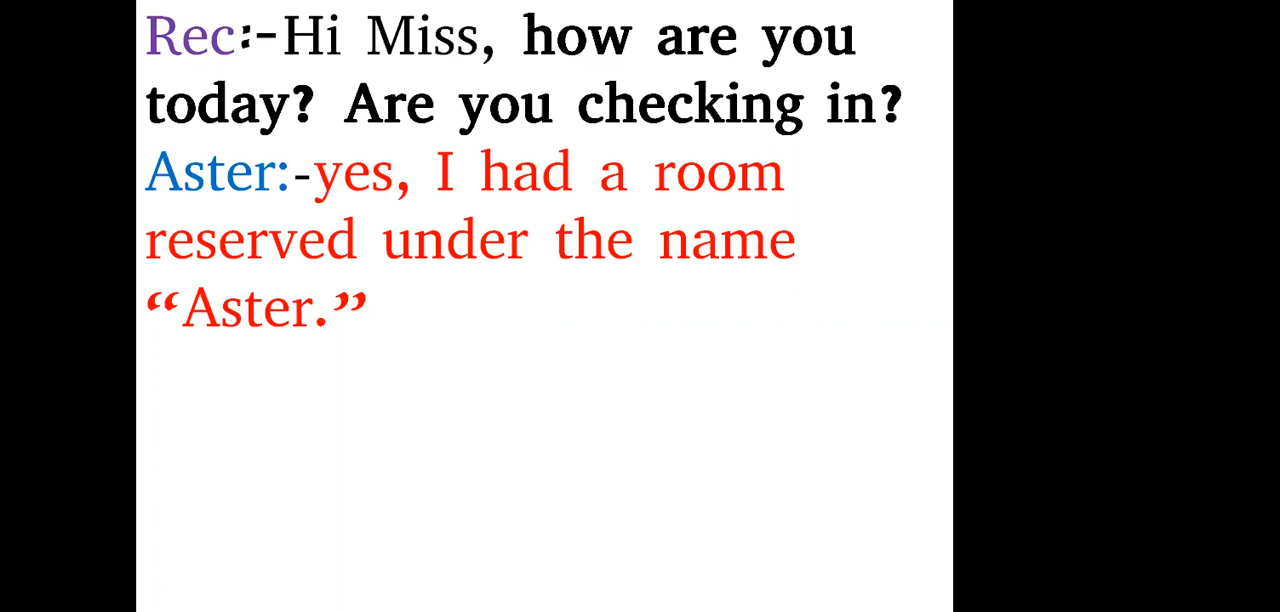 Rec:-Hi Miss, how are you
today? Are you checking in?
Aster:-yes, I had a room
reserved under the name
“Aster.”